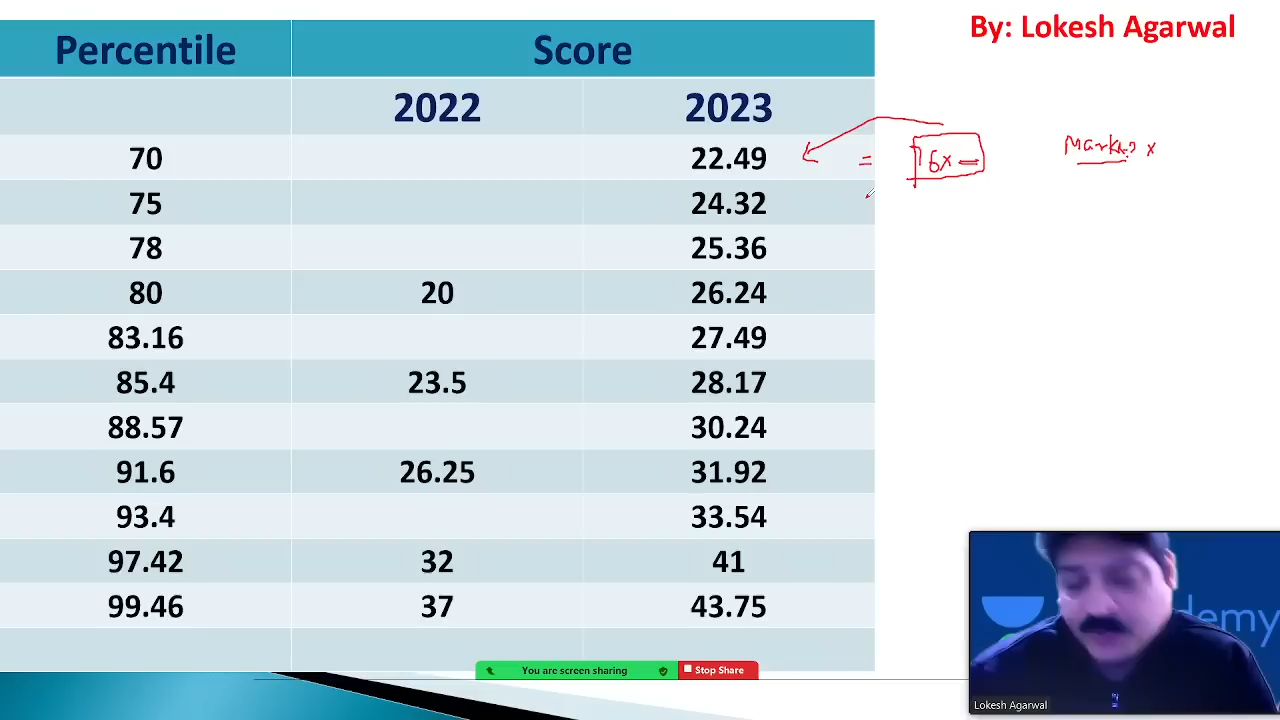 By: Lokesh Agarwal
Percentile Score
2022 2023
70 22.49
75 24.32
78 25.36
80 20 26.24
83.16 27.49
85.4 23.5 28.17
88.57 30.24
91.6 26.25 31.92
93.4 33.54
97.42 32 41
99.46 37 43.75
= 6x
Marks x
demy
You are screen sharing Stop Share
Lokesh Agarwal